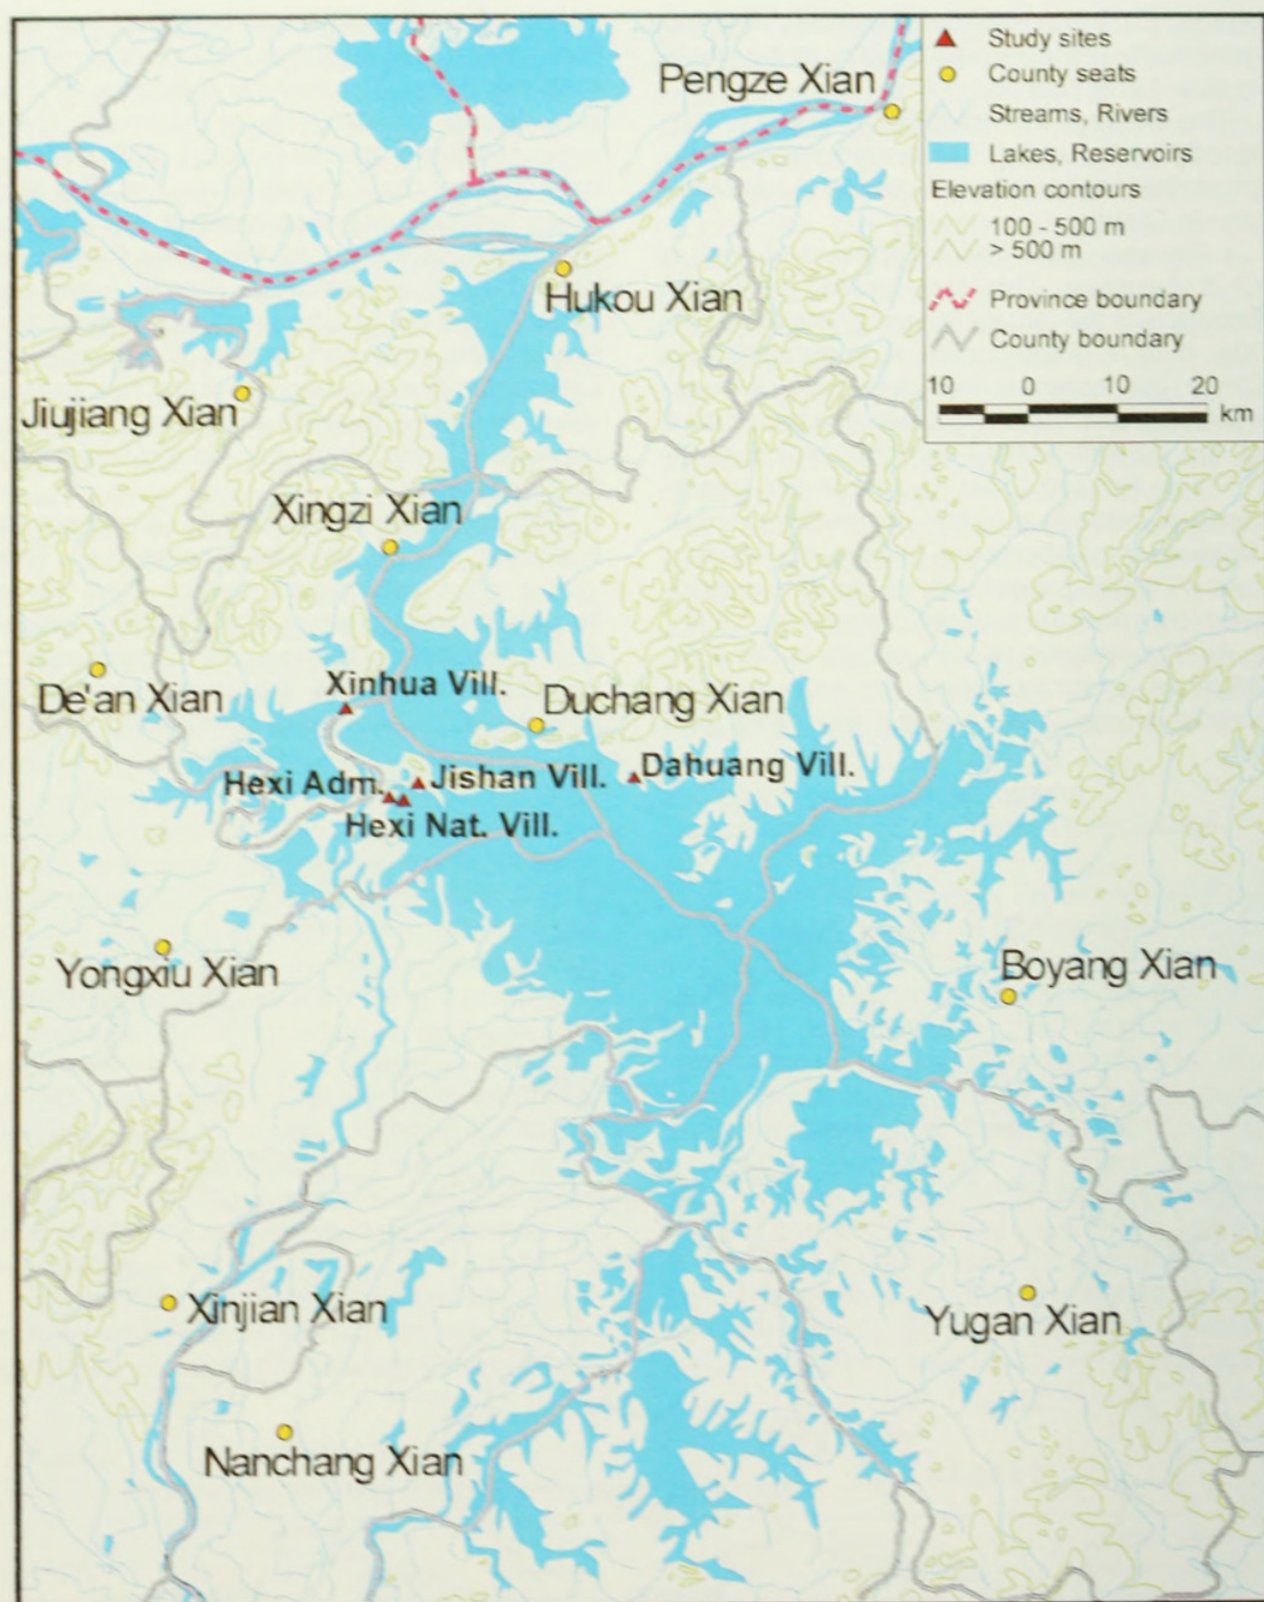 Pengze Xian
Study sites
County seats
Streams, Rivers
Lakes, Reservoirs
Elevation contours
100 - 500 m
> 500 m
Province boundary
County boundary
10 0 10 20
km
Hukou Xian
Jiujiang Xian
Xingzi Xian
De'an Xian
Xinhua Vill.
Duchang Xian
Hexi Adm.
Jishan Vill.
Dahuang Vill.
Hexi Nat. Vill.
Yongxiu Xian
Boyang Xian
Xinjian Xian
Yugan Xian
Nanchang Xian